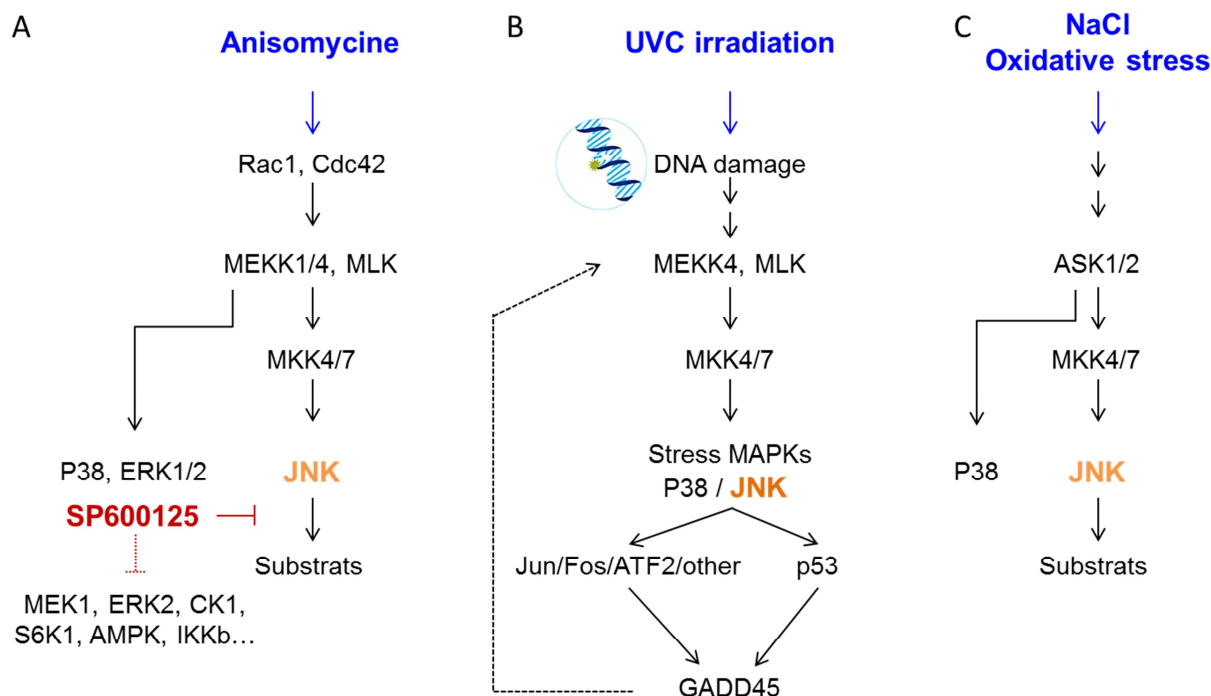 A
Anisomycine
Rac1, Cdc42
MEKK1/4, MLK
MKK4/7
P38, ERK1/2
JNK
SP600125
Substrats
MEK1, ERK2, CK1,
S6K1, AMPK, IKKb...
B
UVC irradiation
DNA damage
MEKK4, MLK
MKK4/7
Stress MAPKs
P38 / JNK
Jun/Fos/ATF2/other
p53
GADD45
C
NaCl
Oxidative stress
ASK1/2
MKK4/7
P38
JNK
Substrats